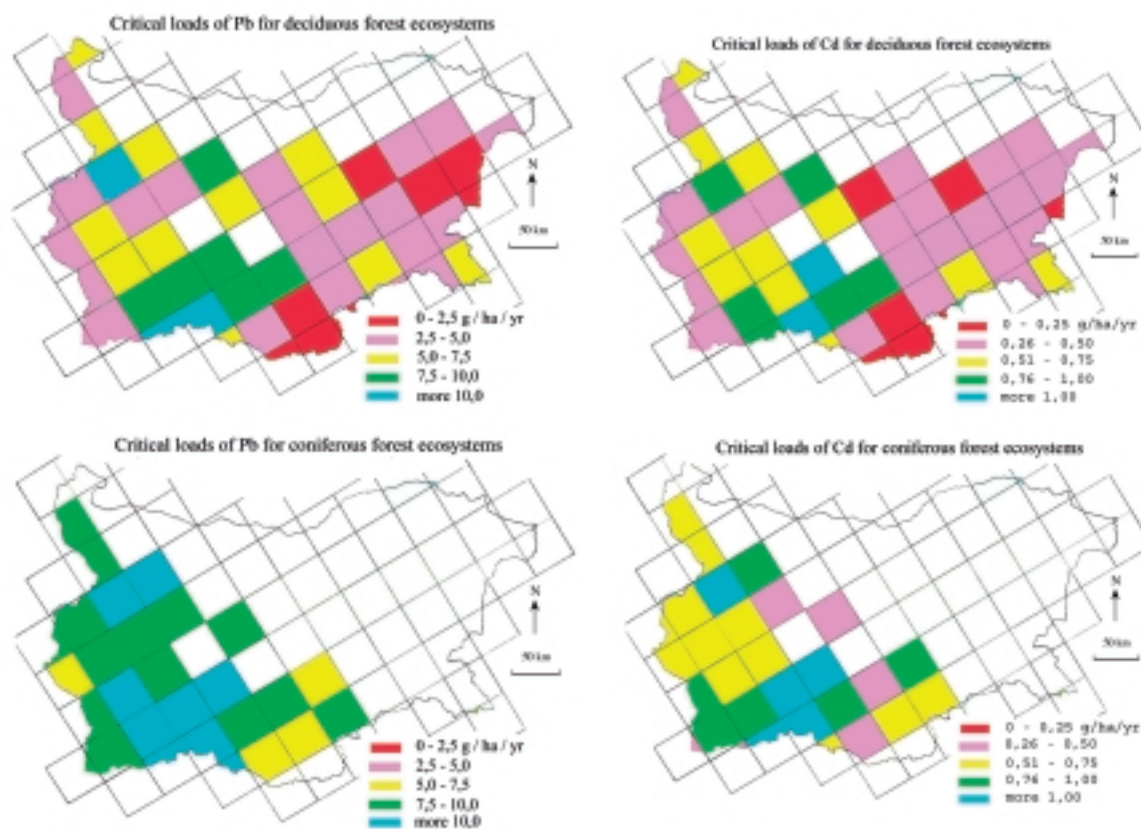 Critical loads of Pb for deciduous forest ecosystems
N
50 km
0 - 2,5 g / ha / yr
2,5 - 5,0
5,0 - 7,5
7,5 - 10,0
more 10,0
Critical loads of Cd for deciduous forest ecosystems
N
50 km
0 - 0,25 g/ha/yr
0,26 - 0,50
0,51 - 0,75
0,76 - 1,00
more 1,00
Critical loads of Pb for coniferous forest ecosystems
N
50 km
0 - 2,5 g / ha / yr
2,5 - 5,0
5,0 - 7,5
7,5 - 10,0
more 10,0
Critical loads of Cd for coniferous forest ecosystems
N
50 km
0 - 0,25 g/ha/yr
0,26 - 0,50
0,51 - 0,75
0,76 - 1,00
more 1,00